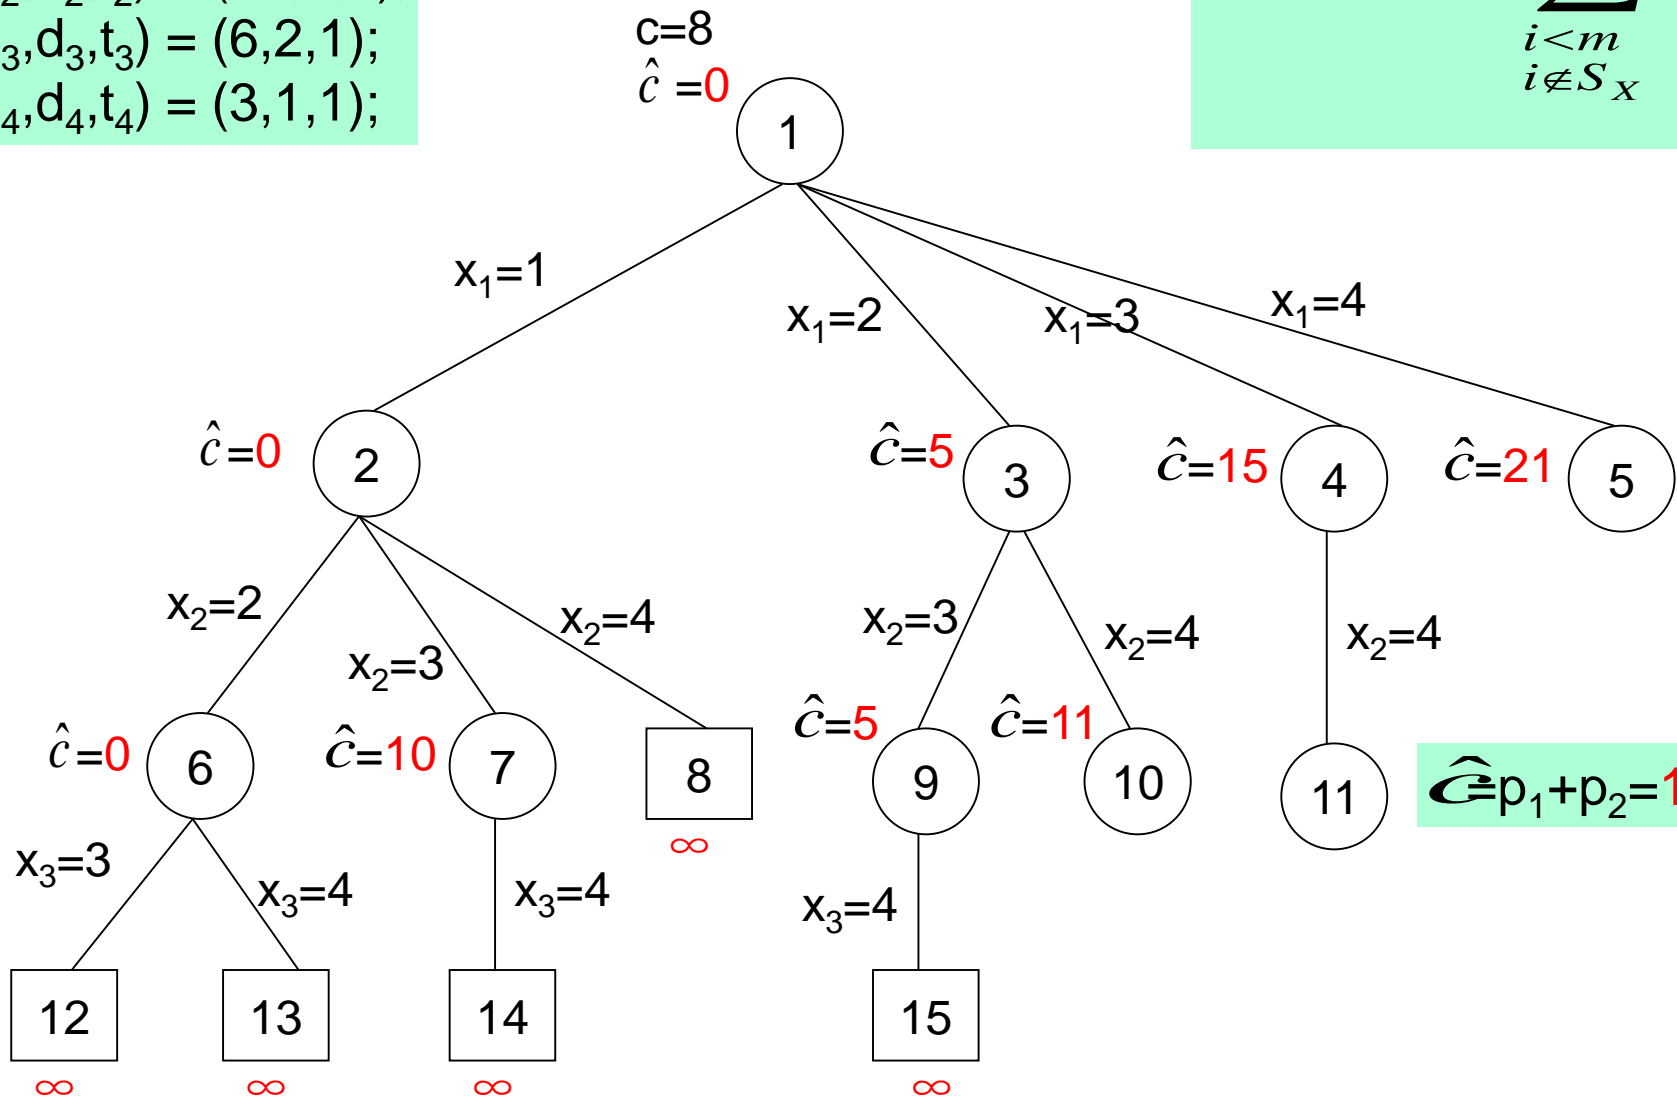 ₃,d₃,t₃) = (6,2,1);
₄,d₄,t₄) = (3,1,1);
c=8
ĉ =0
i<m
i∉S_X
1
x₁=1
x₁=2
x₁=3
x₁=4
ĉ=0
2
ĉ=5
3
ĉ=15
4
ĉ=21
5
x₂=2
x₂=3
x₂=4
x₂=3
x₂=4
x₂=4
ĉ=0
6
ĉ=10
7
8
∞
ĉ=5
9
ĉ=11
10
11
ĉ=p₁+p₂=1
x₃=3
x₃=4
x₃=4
x₃=4
12
13
14
15
∞
∞
∞
∞